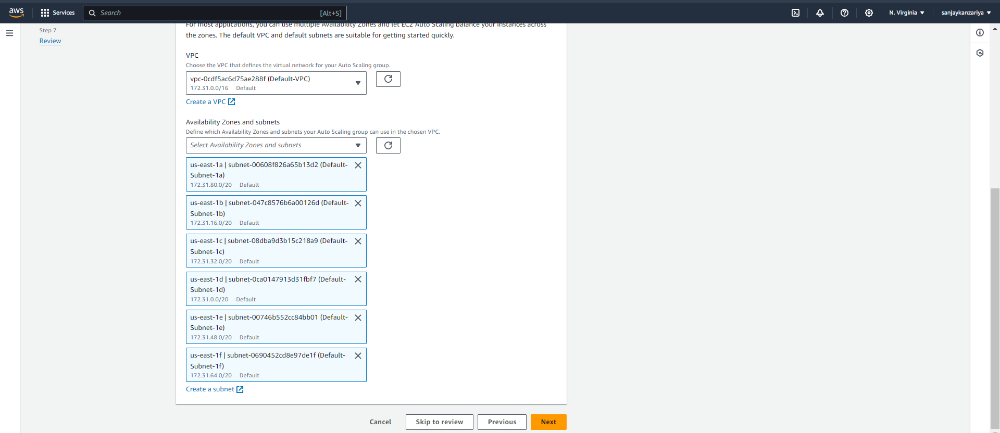 aws
Services
Search
[Alt+S]
N. Virginia
sanjaykanzariya
Step 7
Review
For most applications, you can use multiple Availability Zones and let EC2 Auto Scaling balance your instances across
the zones. The default VPC and default subnets are suitable for getting started quickly.
VPC
Choose the VPC that defines the virtual network for your Auto Scaling group.
vpc-0cdf5ac6d75ae288f (Default-VPC)
172.31.0.0/16 Default
Create a VPC
Availability Zones and subnets
Define which Availability Zones and subnets your Auto Scaling group can use in the chosen VPC.
Select Availability Zones and subnets
us-east-1a | subnet-00608f826a65b13d2 (Default-
Subnet-1a)
172.31.80.0/20 Default
us-east-1b | subnet-047c8576b6a00126d (Default-
Subnet-1b)
172.31.16.0/20 Default
us-east-1c | subnet-08dba9d3b15c218a9 (Default-
Subnet-1c)
172.31.32.0/20 Default
us-east-1d | subnet-0ca0147913d31fbf7 (Default-
Subnet-1d)
172.31.0.0/20 Default
us-east-1e | subnet-00746b552cc84bb01 (Default-
Subnet-1e)
172.31.48.0/20 Default
us-east-1f | subnet-0690452cd8e97de1f (Default-
Subnet-1f)
172.31.64.0/20 Default
Create a subnet
Cancel
Skip to review
Previous
Next